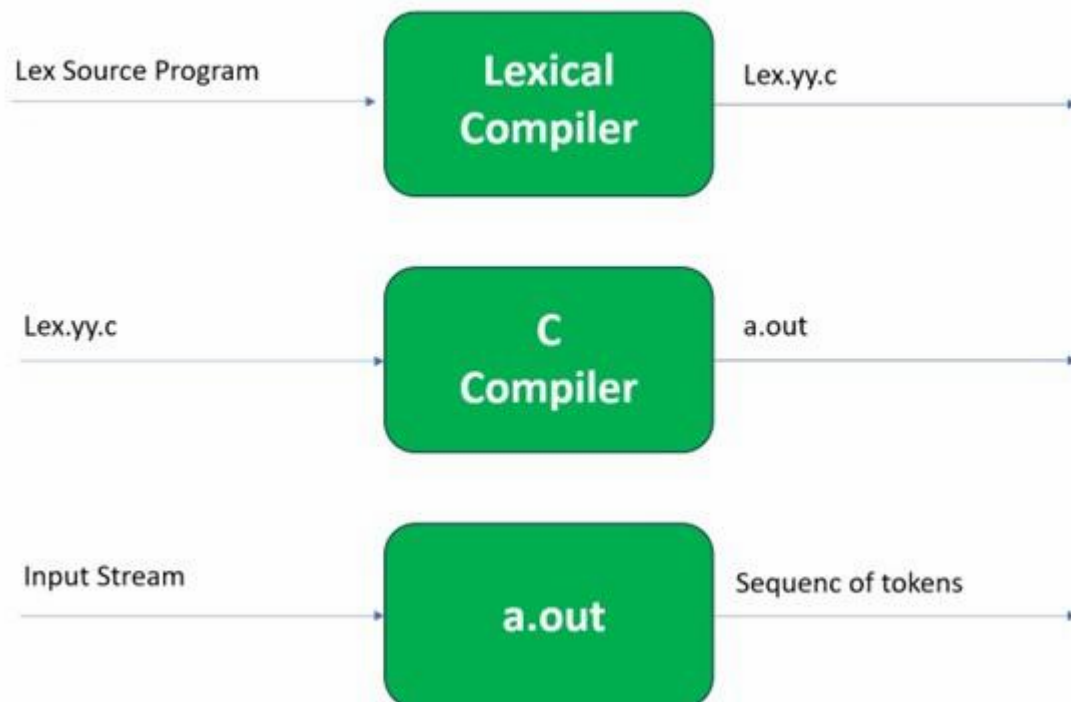 Lex Source Program
Lexical
Compiler
Lex.yy.c
Lex.yy.c
C
Compiler
a.out
Input Stream
a.out
Sequenc of tokens